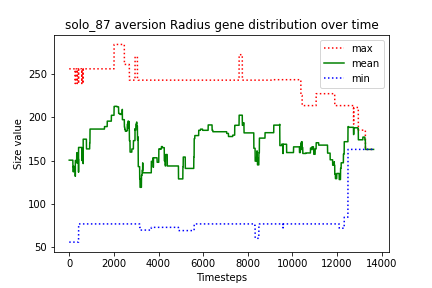 solo_87 aversion Radius gene distribution over time
max
mean
min
250
200
150
100
50
Size value
0
2000
4000
6000
8000
10000
12000
14000
Timesteps